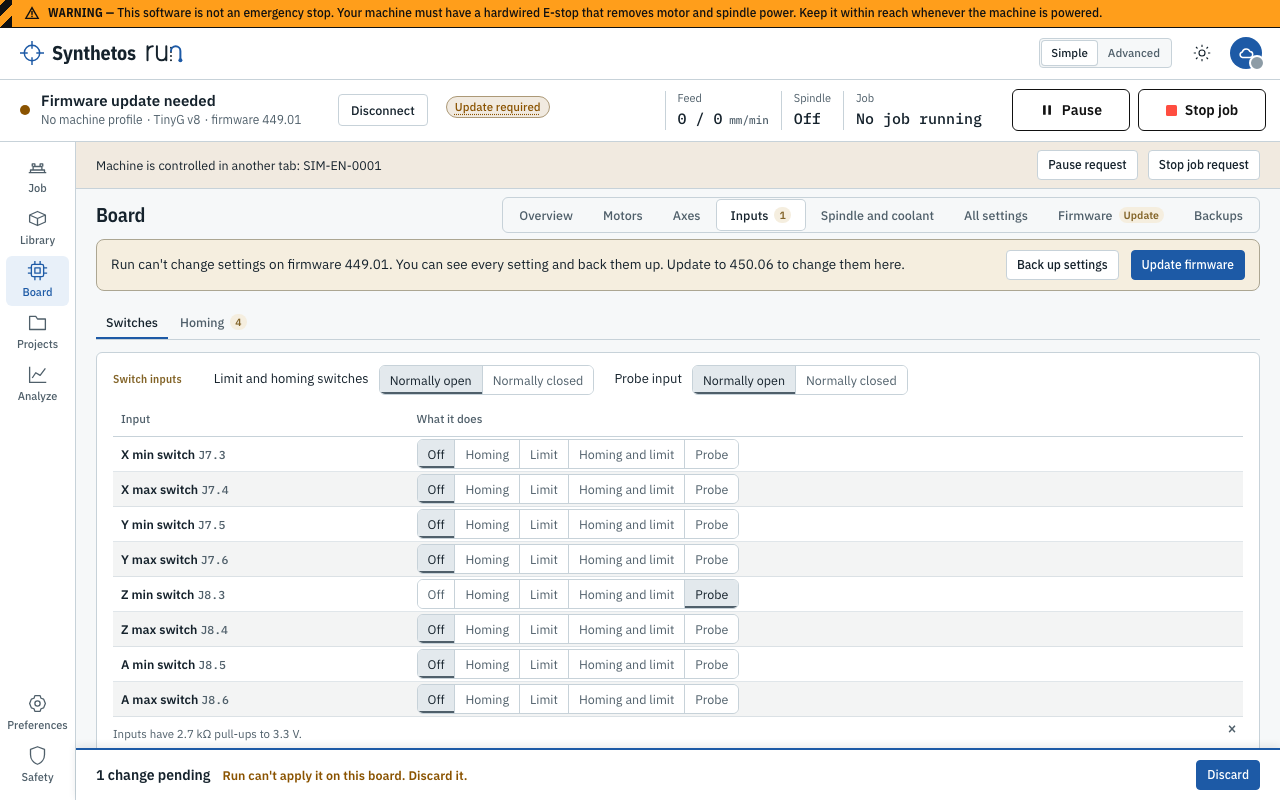 WARNING — This software is not an emergency stop. Your machine must have a hardwired E-stop that removes motor and spindle power. Keep it within reach whenever the machine is powered.
Synthetos run
Simple Advanced
Firmware update needed
No machine profile · TinyG v8 · firmware 449.01
Disconnect
Update required
Feed
0 / 0 mm/min
Spindle
Off
Job
No job running
Pause
Stop job
Job
Library
Board
Projects
Analyze
Preferences
Safety
Machine is controlled in another tab: SIM-EN-0001
Pause request
Stop job request
Board
Overview Motors Axes Inputs 1 Spindle and coolant All settings Firmware Update Backups
Run can't change settings on firmware 449.01. You can see every setting and back them up. Update to 450.06 to change them here.
Back up settings
Update firmware
Switches Homing 4
Switch inputs Limit and homing switches Normally open Normally closed Probe input Normally open Normally closed
Input What it does
X min switch J7.3 Off Homing Limit Homing and limit Probe
X max switch J7.4 Off Homing Limit Homing and limit Probe
Y min switch J7.5 Off Homing Limit Homing and limit Probe
Y max switch J7.6 Off Homing Limit Homing and limit Probe
Z min switch J8.3 Off Homing Limit Homing and limit Probe
Z max switch J8.4 Off Homing Limit Homing and limit Probe
A min switch J8.5 Off Homing Limit Homing and limit Probe
A max switch J8.6 Off Homing Limit Homing and limit Probe
Inputs have 2.7 kΩ pull-ups to 3.3 V.
×
1 change pending Run can't apply it on this board. Discard it.
Discard